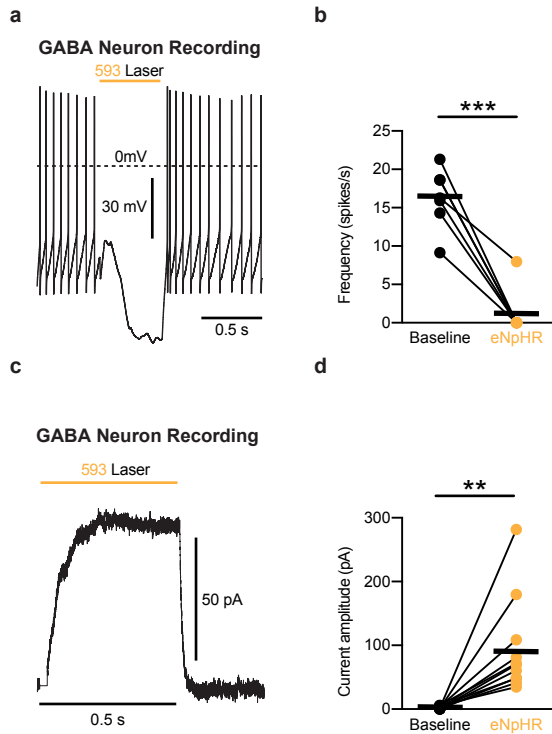 a
GABA Neuron Recording
593 Laser
0mV
30 mV
0.5 s
b
***
Frequency (spikes/s)
25
20
15
10
5
0
Baseline
eNpHR
c
GABA Neuron Recording
593 Laser
50 pA
0.5 s
d
**
Current amplitude (pA)
300
200
100
0
Baseline
eNpHR